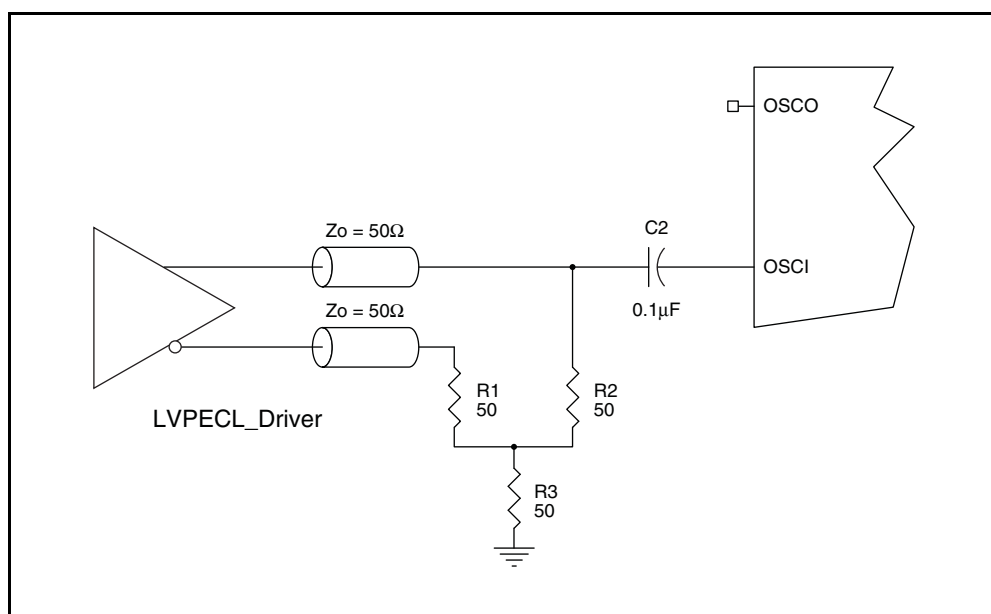 OSCO
Zo = 50Ω
C2
OSCI
0.1μF
Zo = 50Ω
R1
50
R2
50
LVPECL_Driver
R3
50